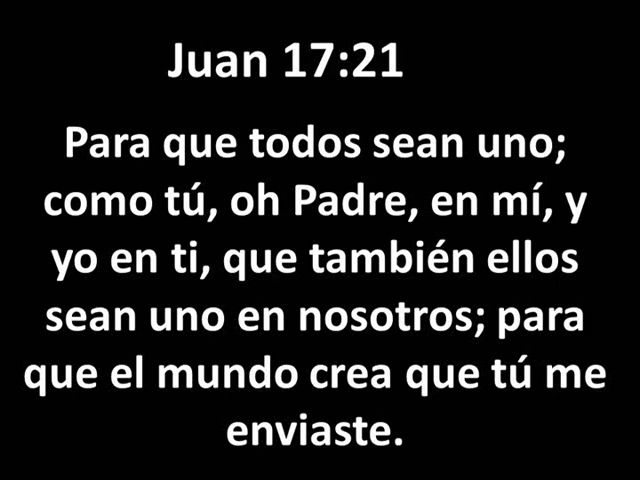 Juan 17:21
Para que todos sean uno;
como tú, oh Padre, en mí, y
yo en ti, que también ellos
sean uno en nosotros; para
que el mundo crea que tú me
enviaste.